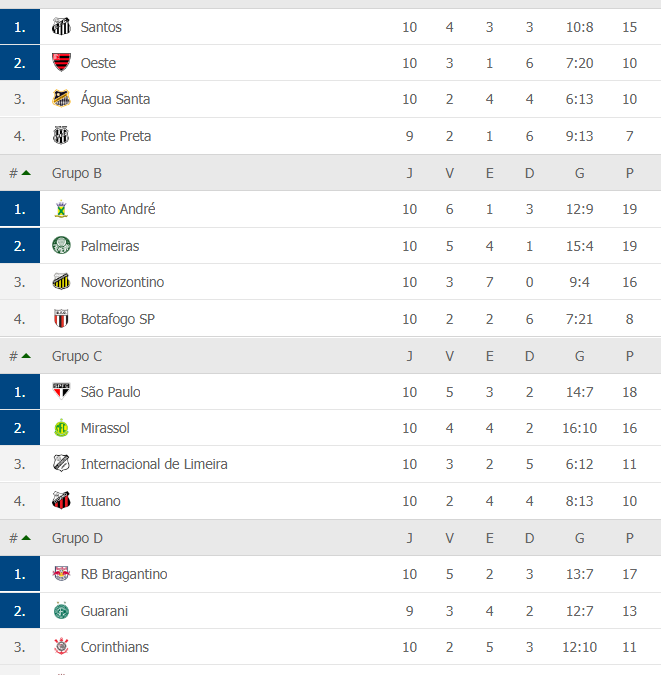 1. Santos 10 4 3 3 10:8 15
2. Oeste 10 3 1 6 7:20 10
3. Água Santa 10 2 4 4 6:13 10
4. Ponte Preta 9 2 1 6 9:13 7
# Grupo B J V E D G P
1. Santo André 10 6 1 3 12:9 19
2. Palmeiras 10 5 4 1 15:4 19
3. Novorizontino 10 3 7 0 9:4 16
4. Botafogo SP 10 2 2 6 7:21 8
# Grupo C J V E D G P
1. São Paulo 10 5 3 2 14:7 18
2. Mirassol 10 4 4 2 16:10 16
3. Internacional de Limeira 10 3 2 5 6:12 11
4. Ituano 10 2 4 4 8:13 10
# Grupo D J V E D G P
1. RB Bragantino 10 5 2 3 13:7 17
2. Guarani 9 3 4 2 12:7 13
3. Corinthians 10 2 5 3 12:10 11